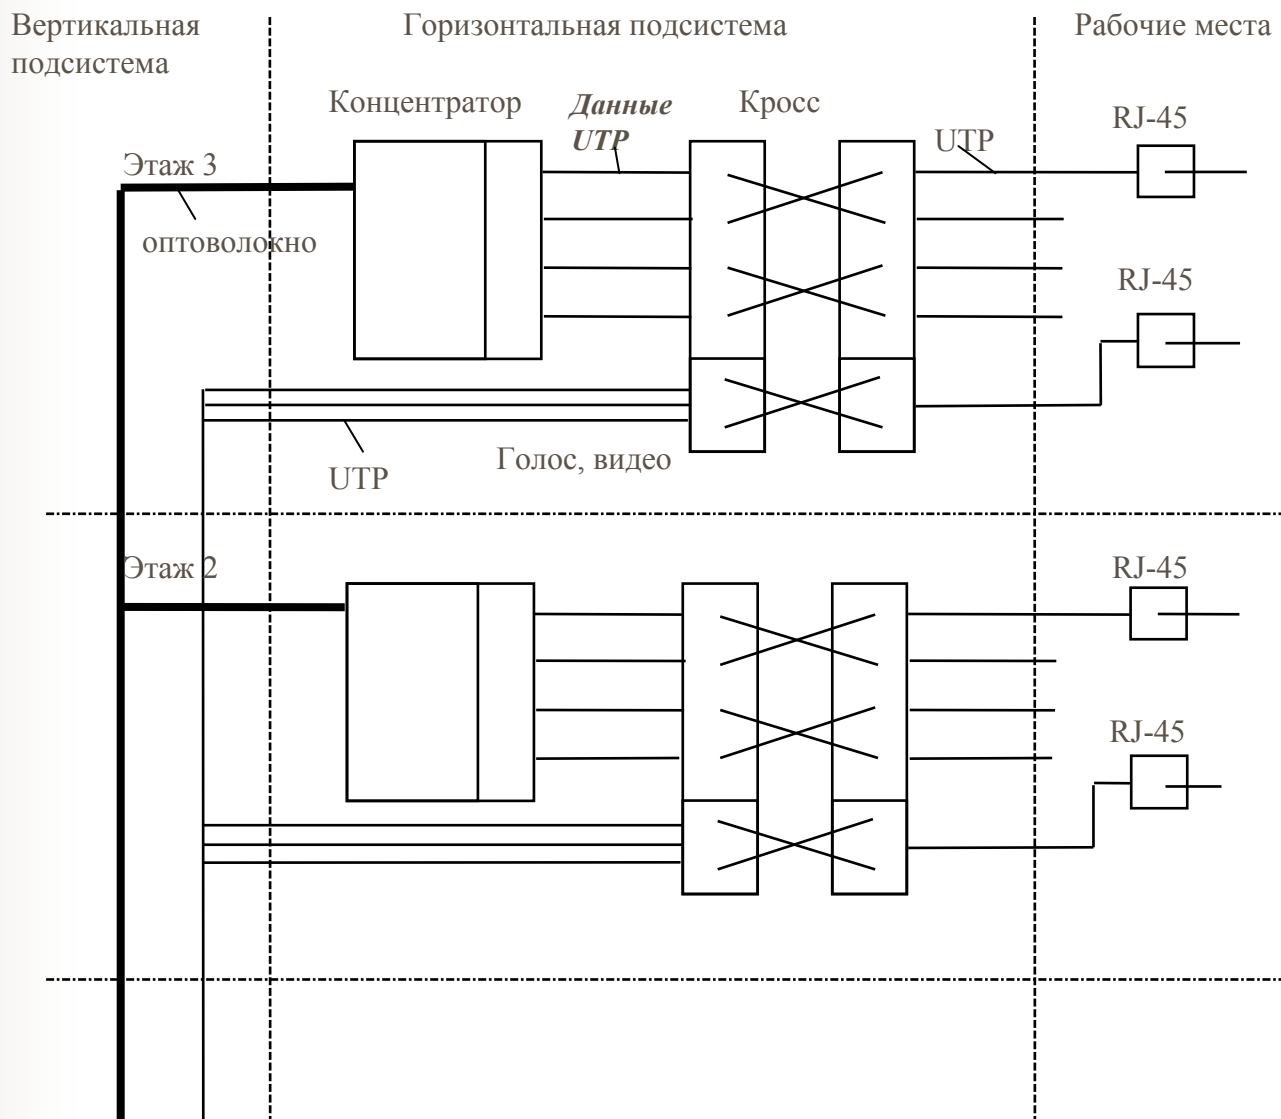 Вертикальная
подсистема
Горизонтальная подсистема
Рабочие места
Концентратор
Данные
UTP
Кросс
UTP
RJ-45
Этаж 3
оптоволокно
RJ-45
UTP
Голос, видео
Этаж 2
RJ-45
RJ-45